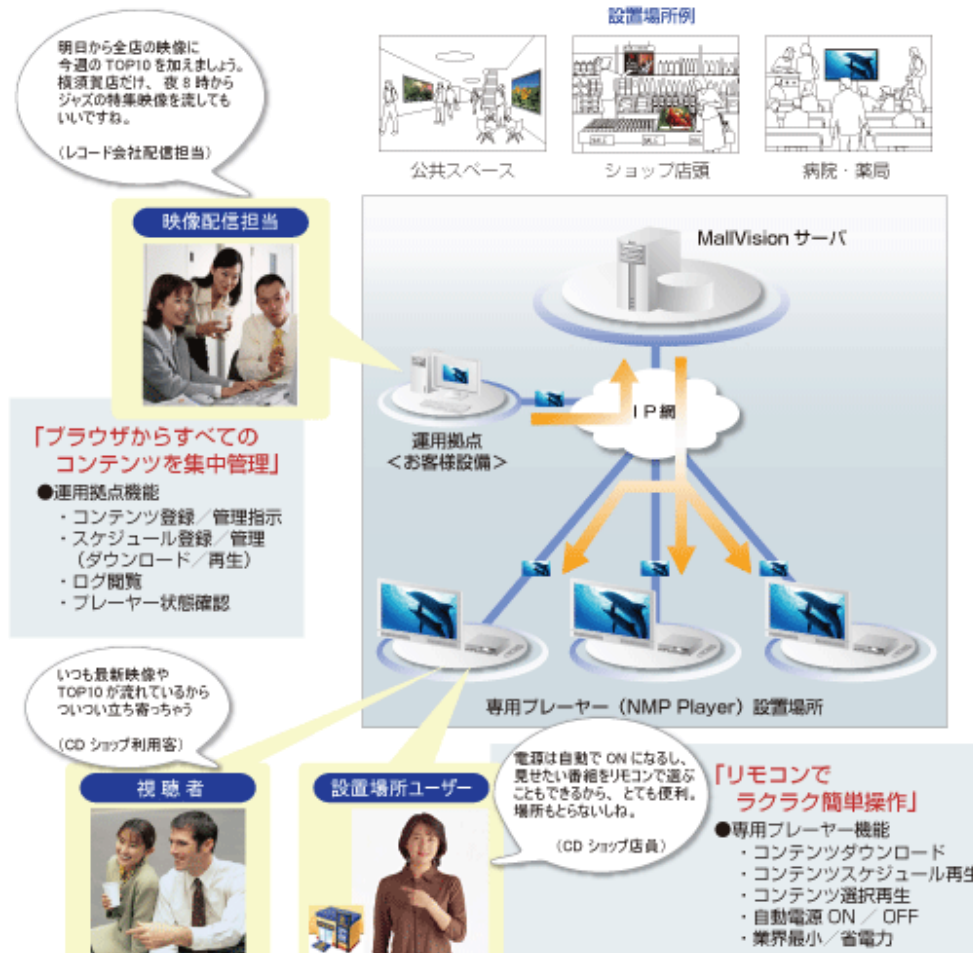 設置場所例
明日から全店の映像に
今週の TOP10 を加えましょう。
横須賀店だけ、夜 8 時から
ジャズの特集映像を流しても
いいですね。
（レコード会社配信担当）
公共スペース
ショップ店頭
病院・薬局
映像配信担当
MallVision サーバ
IP網
運用拠点
＜お客様設備＞
「ブラウザからすべての
コンテンツを集中管理」
●運用拠点機能
・コンテンツ登録／管理指示
・スケジュール登録／管理
（ダウンロード／再生）
・ログ閲覧
・プレーヤー状態確認
専用プレーヤー（NMP Player）設置場所
いつも最新映像や
TOP10 が流れているから
ついつい立ち寄っちゃう
（CD ショップ利用客）
視聴者
設置場所ユーザー
電源は自動で ON になるし、
見せたい番組をリモコンで選ぶ
こともできるから、とても便利。
場所もとらないしね。
（CD ショップ店員）
「リモコンで
ラクラク簡単操作」
●専用プレーヤー機能
・コンテンツダウンロード
・コンテンツスケジュール再生
・コンテンツ選択再生
・自動電源 ON ／ OFF
・業界最小／省電力